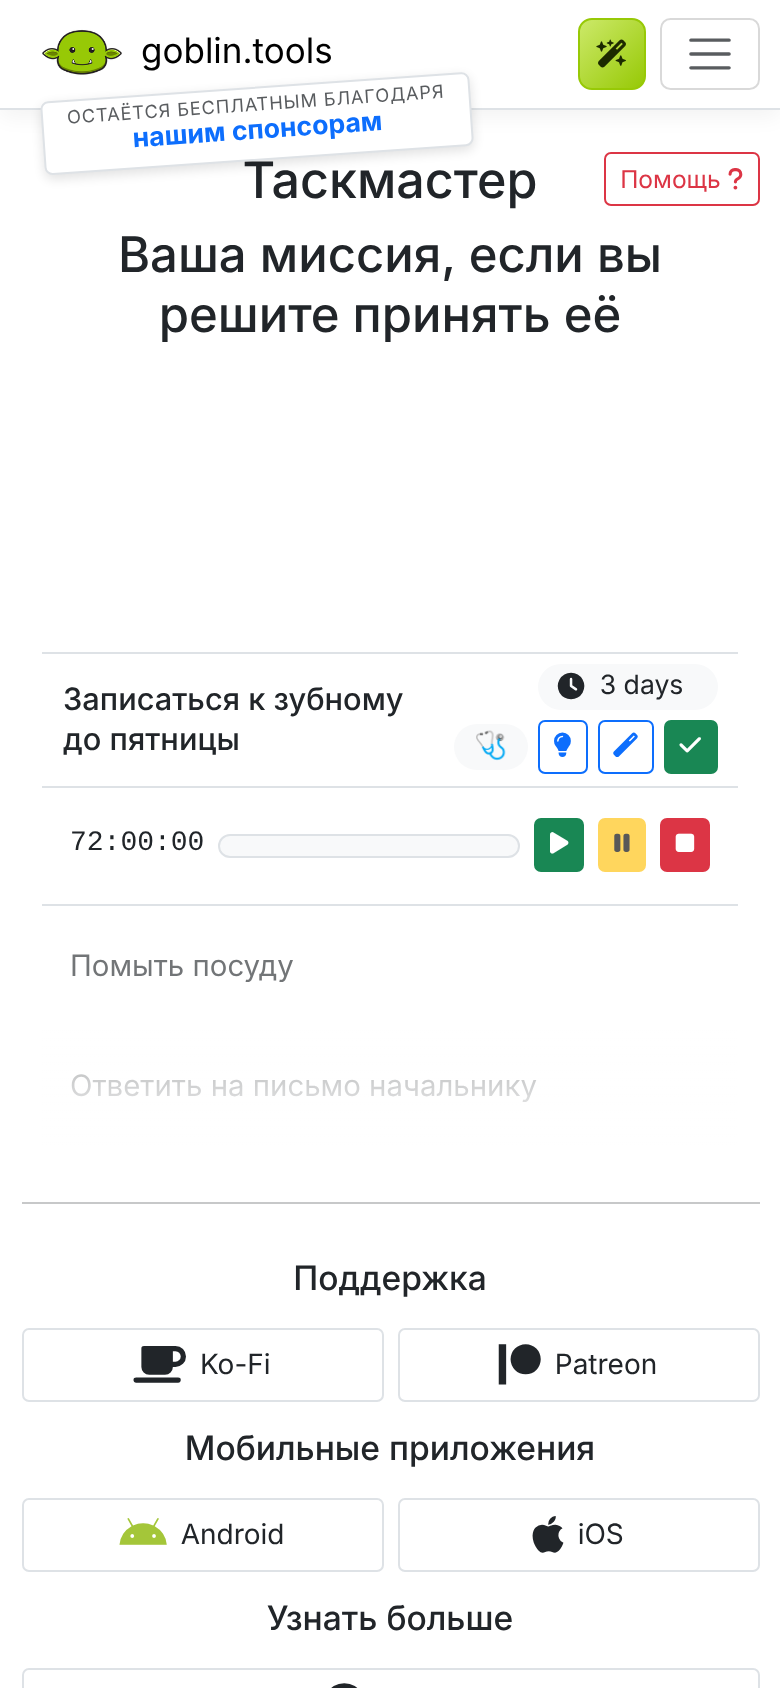 goblin.tools
ОСТАЁТСЯ БЕСПЛАТНЫМ БЛАГОДАРЯ
нашим спонсорам
Таскмастер
Помощь ?
Ваша миссия, если вы
решите принять её
3 days
Записаться к зубному
до пятницы
72:00:00
Помыть посуду
Ответить на письмо начальнику
Поддержка
Ko-Fi
Patreon
Мобильные приложения
Android
iOS
Узнать больше